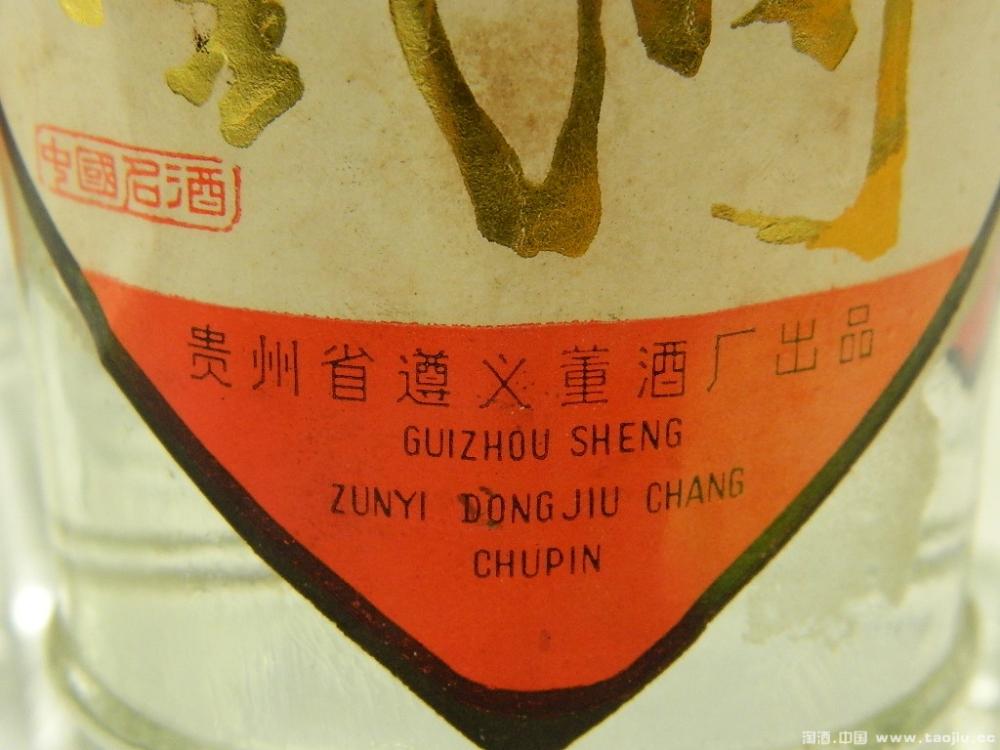 中國名酒
贵州省遵义董酒厂出品
GUIZHOU SHENG
ZUNYI DONGJIU CHANG
CHUPIN
淘酒.中国 www.taojiu.cc